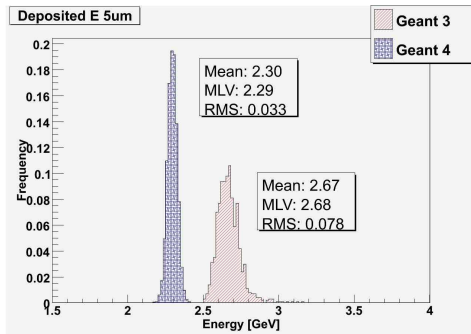 Deposited E 5um
Geant 3
Geant 4
0.2
0.18
0.16
0.14
0.12
0.1
0.08
0.06
0.04
0.02
0
Frequency
Mean: 2.30
MLV: 2.29
RMS: 0.033
Mean: 2.67
MLV: 2.68
RMS: 0.078
1.5
2
2.5
3
3.5
4
Energy [GeV]